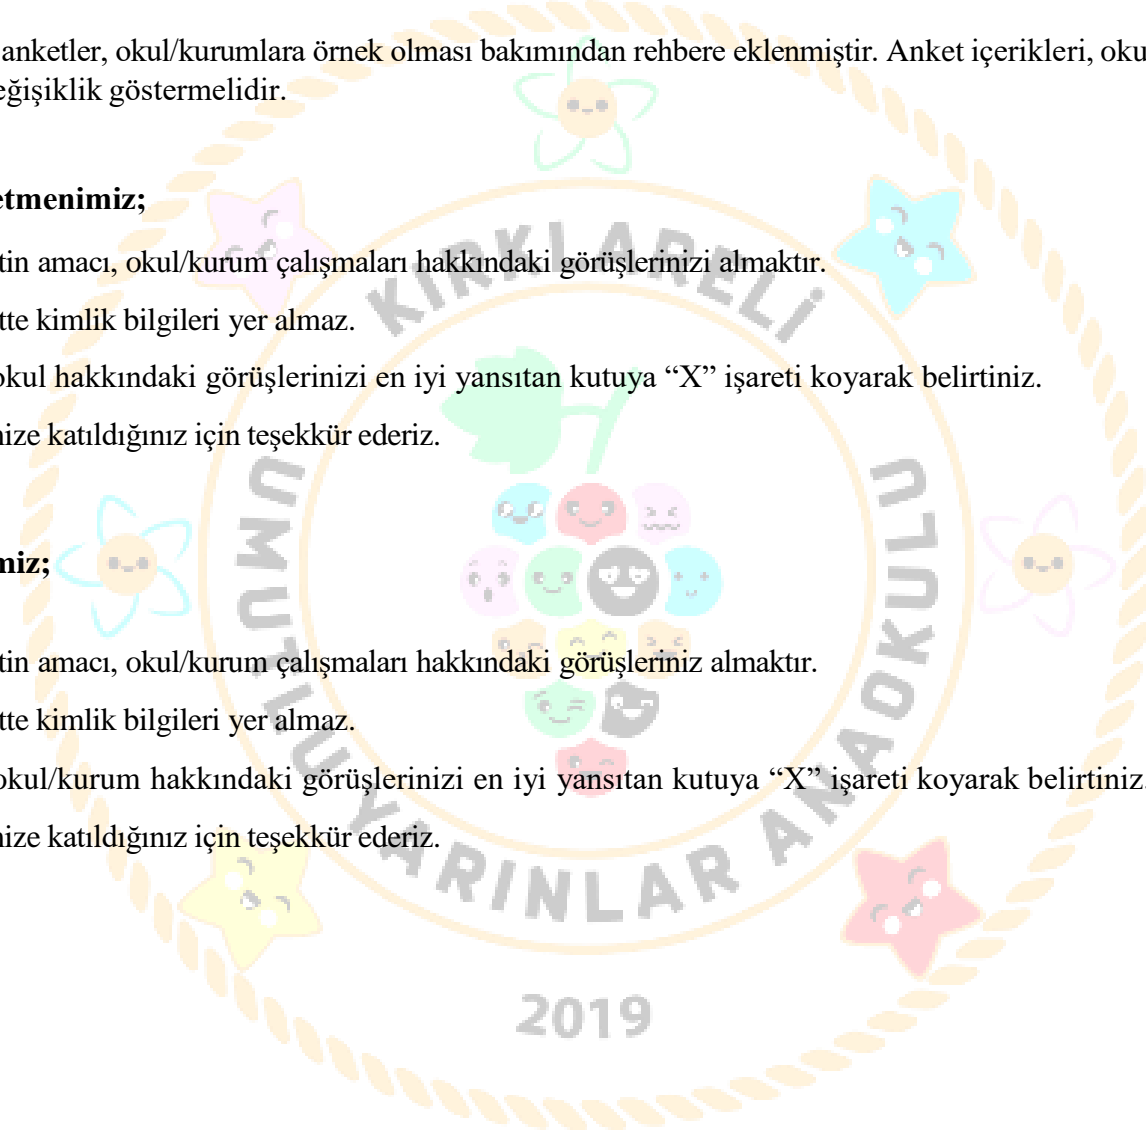 anketler, okul/kurumlara örnek olması bakımından rehbere eklenmiştir. Anket içerikleri, oku
eğişiklik göstermelidir.
etmenimiz;
tin amacı, okul/kurum çalışmaları hakkındaki görüşlerinizi almaktır.
tte kimlik bilgileri yer almaz.
okul hakkındaki görüşlerinizi en iyi yansıtan kutuya “X” işareti koyarak belirtiniz.
nize katıldığınız için teşekkür ederiz.
miz;
tin amacı, okul/kurum çalışmaları hakkındaki görüşleriniz almaktır.
tte kimlik bilgileri yer almaz.
okul/kurum hakkındaki görüşlerinizi en iyi yansıtan kutuya “X” işareti koyarak belirtiniz.
nize katıldığınız için teşekkür ederiz.
KIRKLARELİ
UMUTLU YARINLAR ANAOKULU
2019